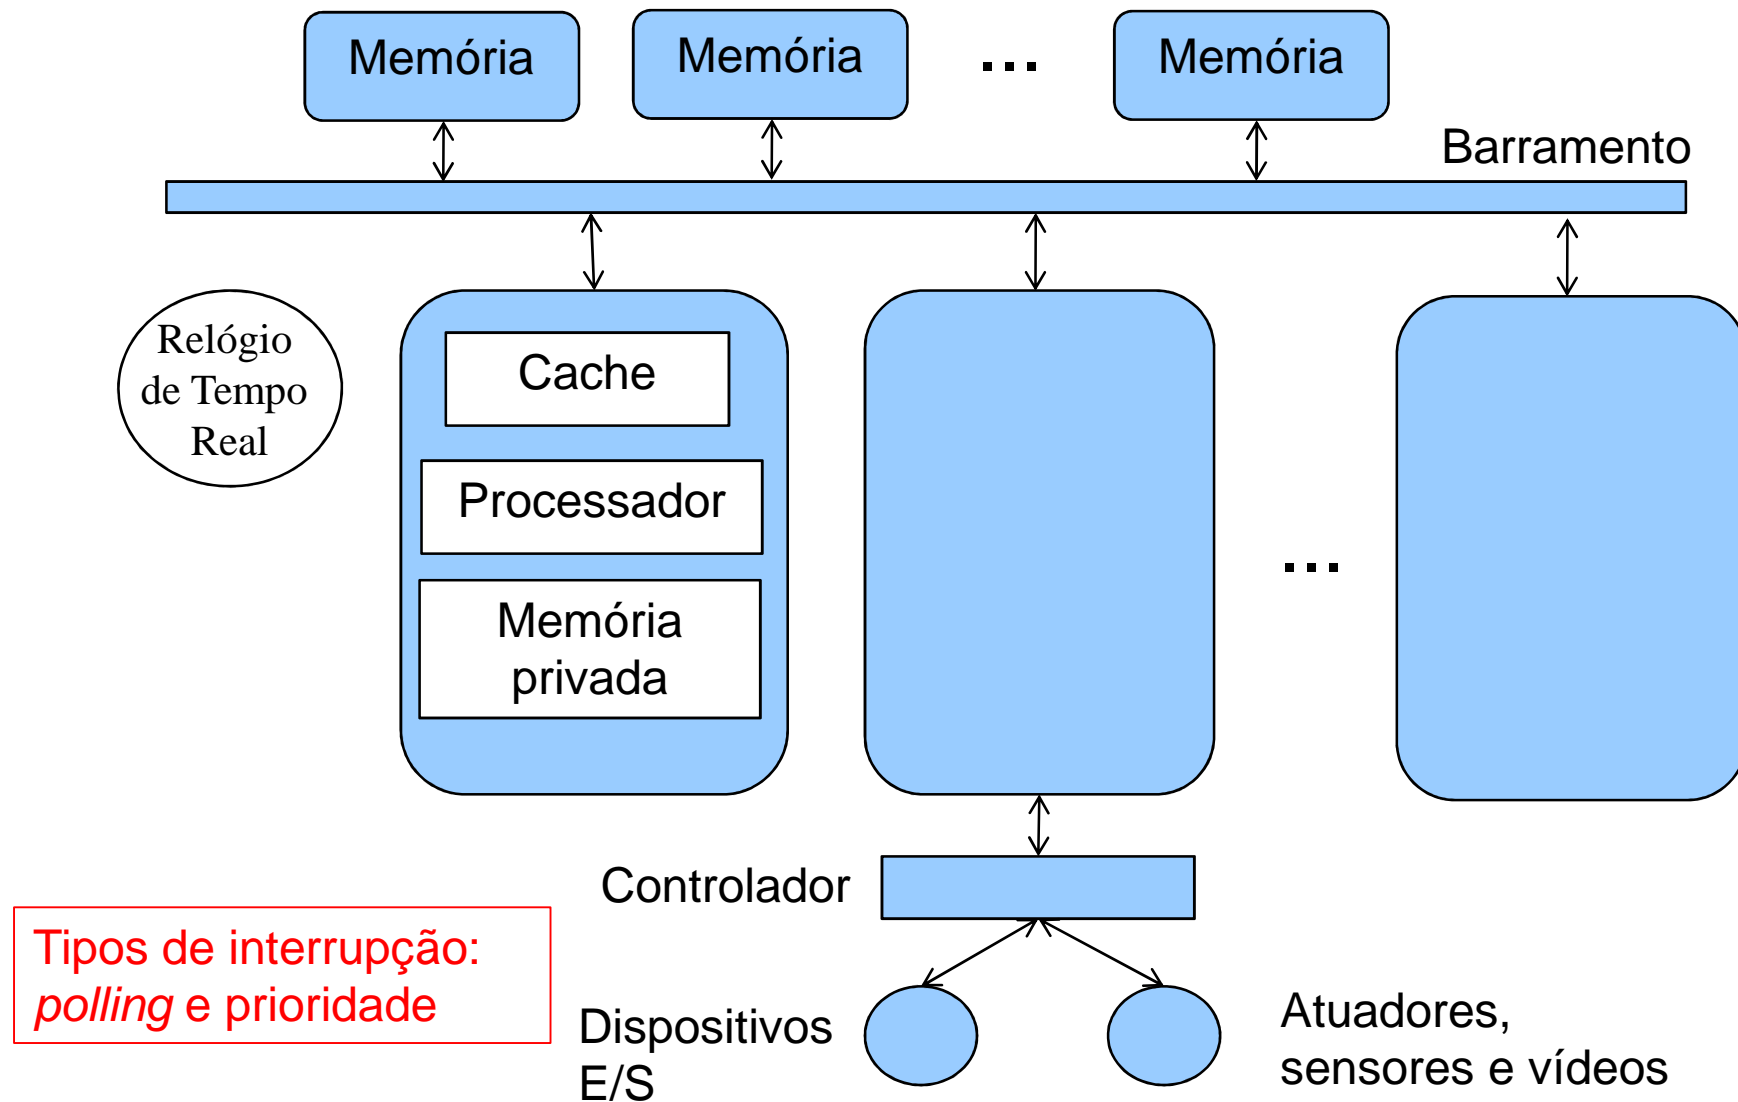 Memória
Memória
...
Memória
Barramento
Relógio
de Tempo
Real
Cache
Processador
Memória
privada
...
Controlador
Tipos de interrupção:
polling e prioridade
Dispositivos
E/S
Atuadores,
sensores e vídeos